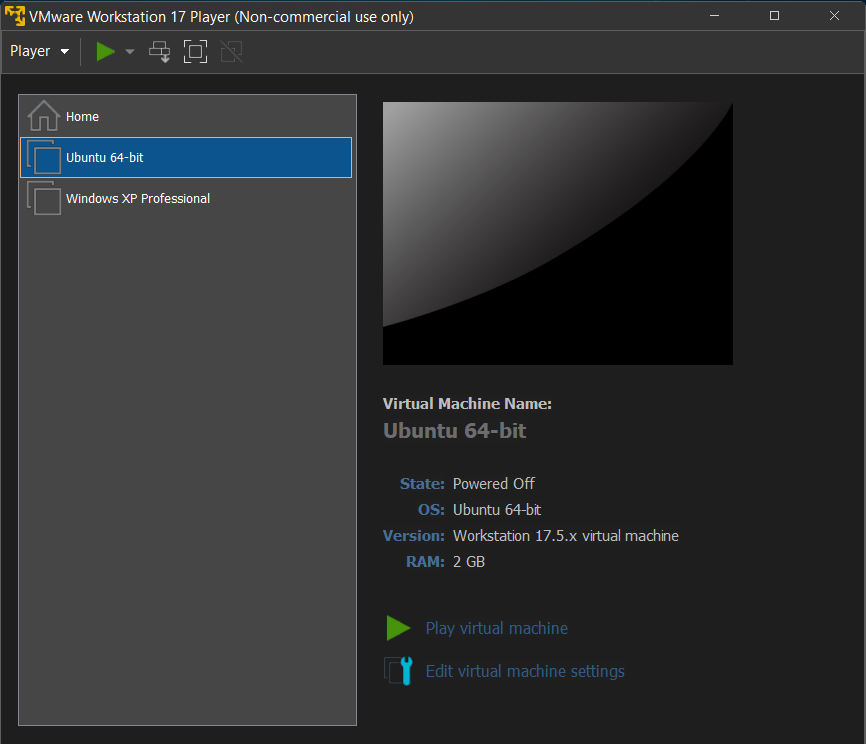 VMware Workstation 17 Player (Non-commercial use only)
Player
Home
Ubuntu 64-bit
Windows XP Professional
Virtual Machine Name:
Ubuntu 64-bit
State: Powered Off
OS: Ubuntu 64-bit
Version: Workstation 17.5.x virtual machine
RAM: 2 GB
Play virtual machine
Edit virtual machine settings